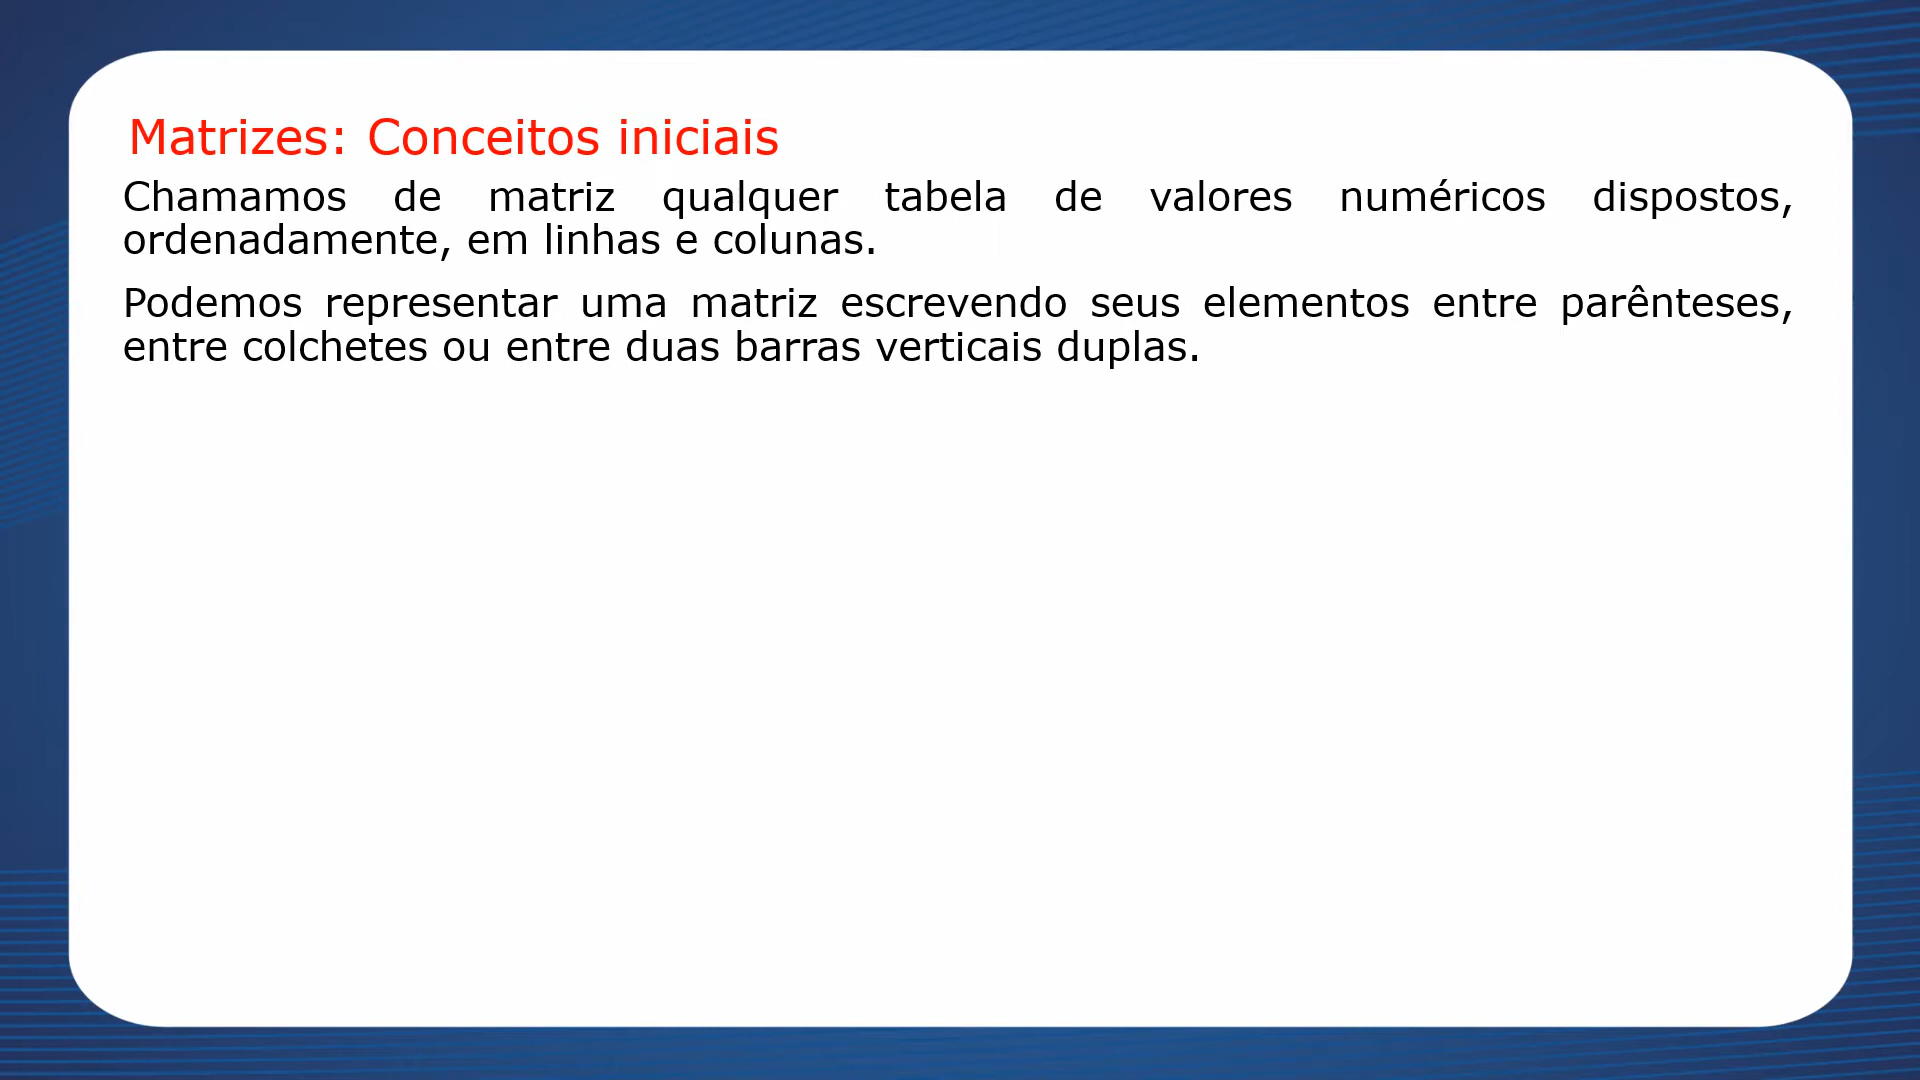 Matrizes: Conceitos iniciais
Chamamos de matriz qualquer tabela de valores numéricos dispostos,
ordenadamente, em linhas e colunas.
Podemos representar uma matriz escrevendo seus elementos entre parênteses,
entre colchetes ou entre duas barras verticais duplas.